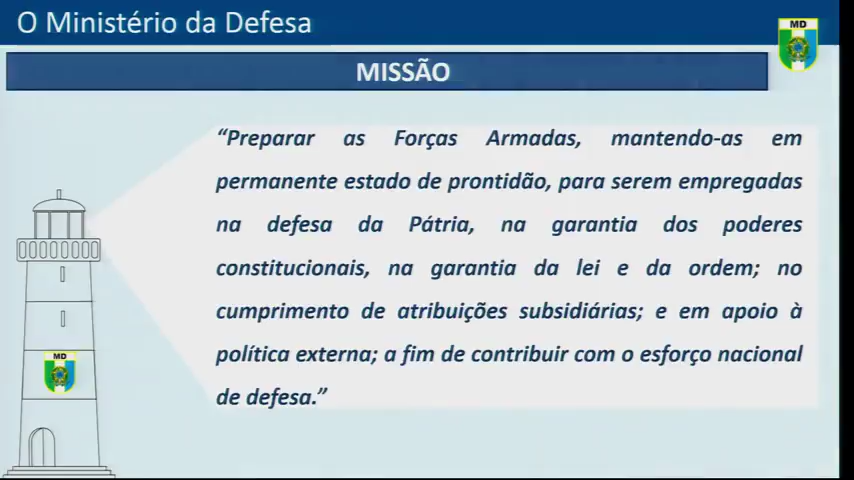 O Ministério da Defesa
MD
MISSÃO
“Preparar as Forças Armadas, mantendo-as em
permanente estado de prontidão, para serem empregadas
na defesa da Pátria, na garantia dos poderes
constitucionais, na garantia da lei e da ordem; no
cumprimento de atribuições subsidiárias; e em apoio à
política externa; a fim de contribuir com o esforço nacional
de defesa.”
MD